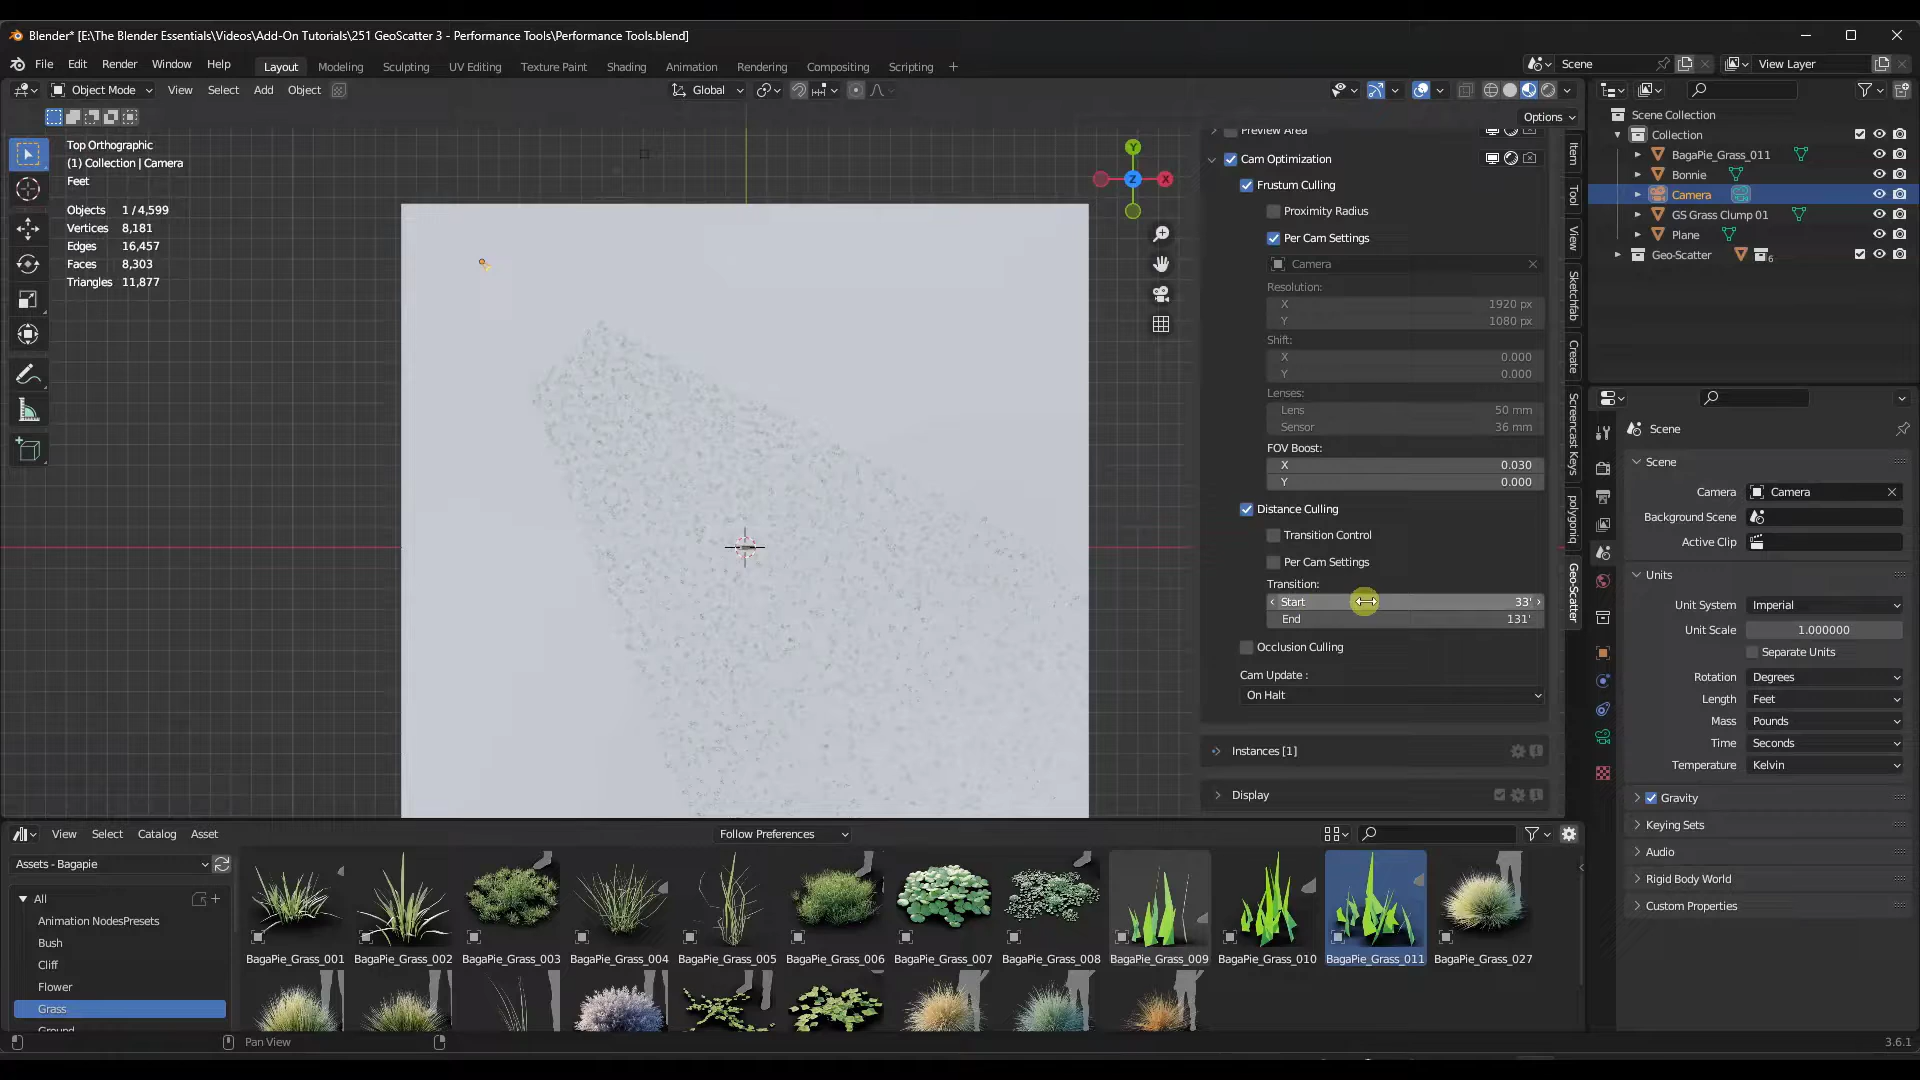 Blender* [E:\The Blender Essentials\Videos\Add-On Tutorials\251 GeoScatter 3 - Performance Tools\Performance Tools.blend]
File Edit Render Window Help
Layout Modeling Sculpting UV Editing Texture Paint Shading Animation Rendering Compositing Scripting +
Scene
View Layer
Object Mode View Select Add Object
Global
Options
Top Orthographic
(1) Collection | Camera
Feet
Objects 1 / 4,599
Vertices 8,181
Edges 16,457
Faces 8,303
Triangles 11,877
Y
Z
X
Preview Area
Cam Optimization
Frustum Culling
Proximity Radius
Per Cam Settings
Camera
Resolution:
X 1920 px
Y 1080 px
Shift:
X 0.000
Y 0.000
Lenses:
Lens 50 mm
Sensor 36 mm
FOV Boost:
X 0.030
Y 0.000
Distance Culling
Transition Control
Per Cam Settings
Transition:
Start 33'
End 131'
Occlusion Culling
Cam Update :
On Halt
Instances [1]
Display
Item
Tool
View
Sketchfab
Create
Screencast Keys
polygoniq
Geo-Scatter
Scene Collection
Collection
BagaPie_Grass_011
Bonnie
Camera
GS Grass Clump 01
Plane
Geo-Scatter 6
Scene
Scene
Camera Camera
Background Scene
Active Clip
Units
Unit System Imperial
Unit Scale 1.000000
Separate Units
Rotation Degrees
Length Feet
Mass Pounds
Time Seconds
Temperature Kelvin
Gravity
Keying Sets
Audio
Rigid Body World
Custom Properties
View Select Catalog Asset
Follow Preferences
Assets - Bagapie
All
Animation NodesPresets
Bush
Cliff
Flower
Grass
Ground
BagaPie_Grass_001 BagaPie_Grass_002 BagaPie_Grass_003 BagaPie_Grass_004 BagaPie_Grass_005 BagaPie_Grass_006 BagaPie_Grass_007 BagaPie_Grass_008 BagaPie_Grass_009 BagaPie_Grass_010 BagaPie_Grass_011 BagaPie_Grass_027
Pan View
3.6.1